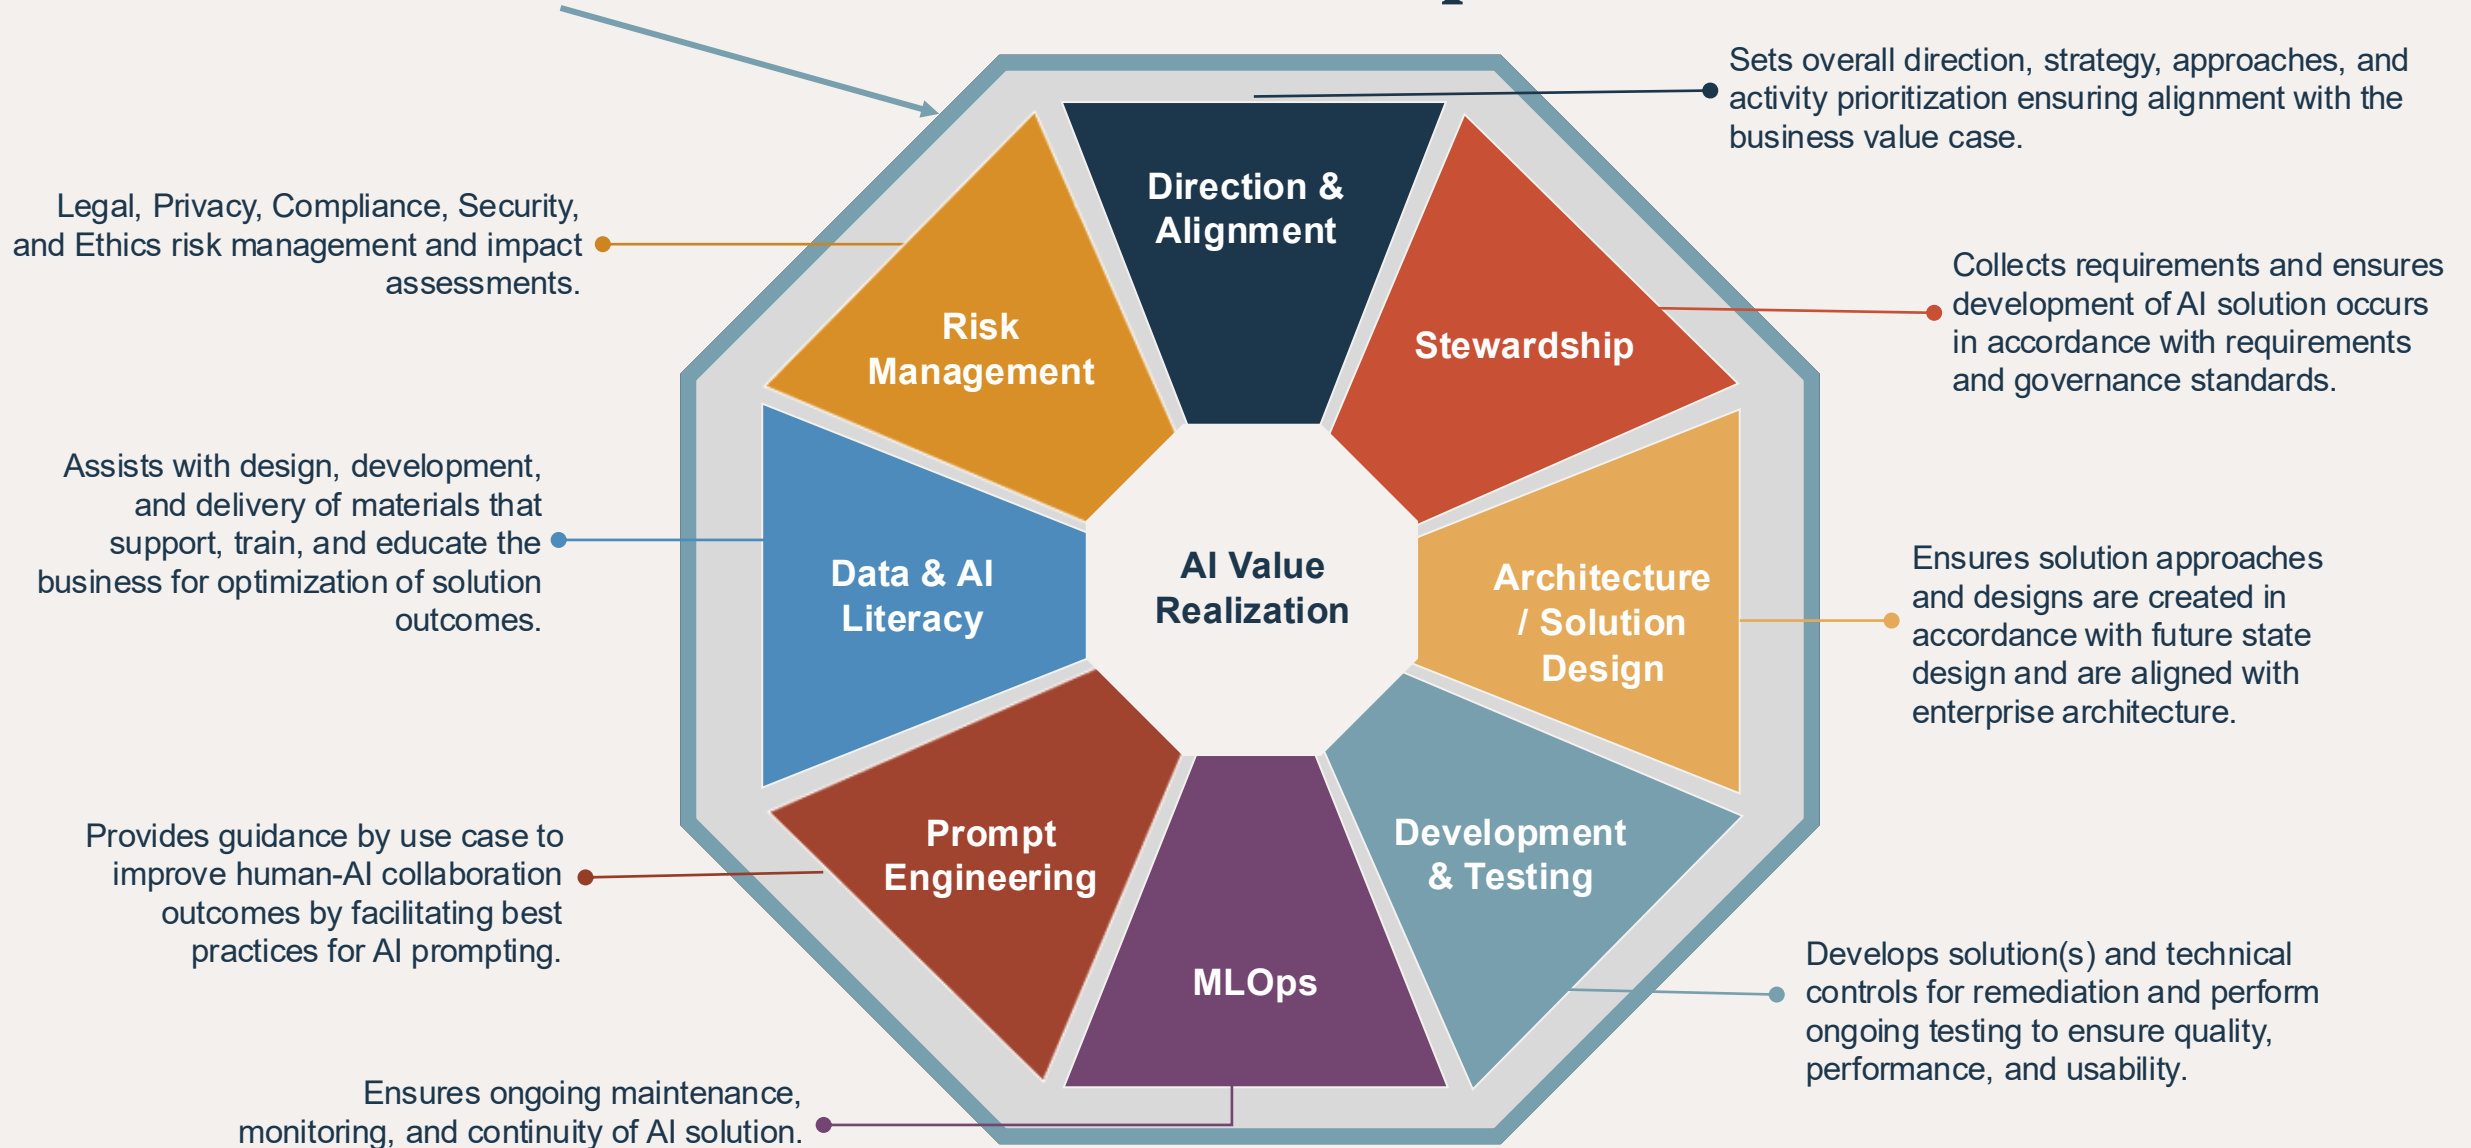 Sets overall direction, strategy, approaches, and
activity prioritization ensuring alignment with the
business value case.
Direction &
Alignment
Legal, Privacy, Compliance, Security,
and Ethics risk management and impact
assessments.
Risk
Management
Stewardship
Collects requirements and ensures
development of AI solution occurs
in accordance with requirements
and governance standards.
Assists with design, development,
and delivery of materials that
support, train, and educate the
business for optimization of solution
outcomes.
Data & AI
Literacy
AI Value
Realization
Architecture
/ Solution
Design
Ensures solution approaches
and designs are created in
accordance with future state
design and are aligned with
enterprise architecture.
Provides guidance by use case to
improve human-AI collaboration
outcomes by facilitating best
practices for AI prompting.
Prompt
Engineering
Development
& Testing
MLOps
Develops solution(s) and technical
controls for remediation and perform
ongoing testing to ensure quality,
performance, and usability.
Ensures ongoing maintenance,
monitoring, and continuity of AI solution.